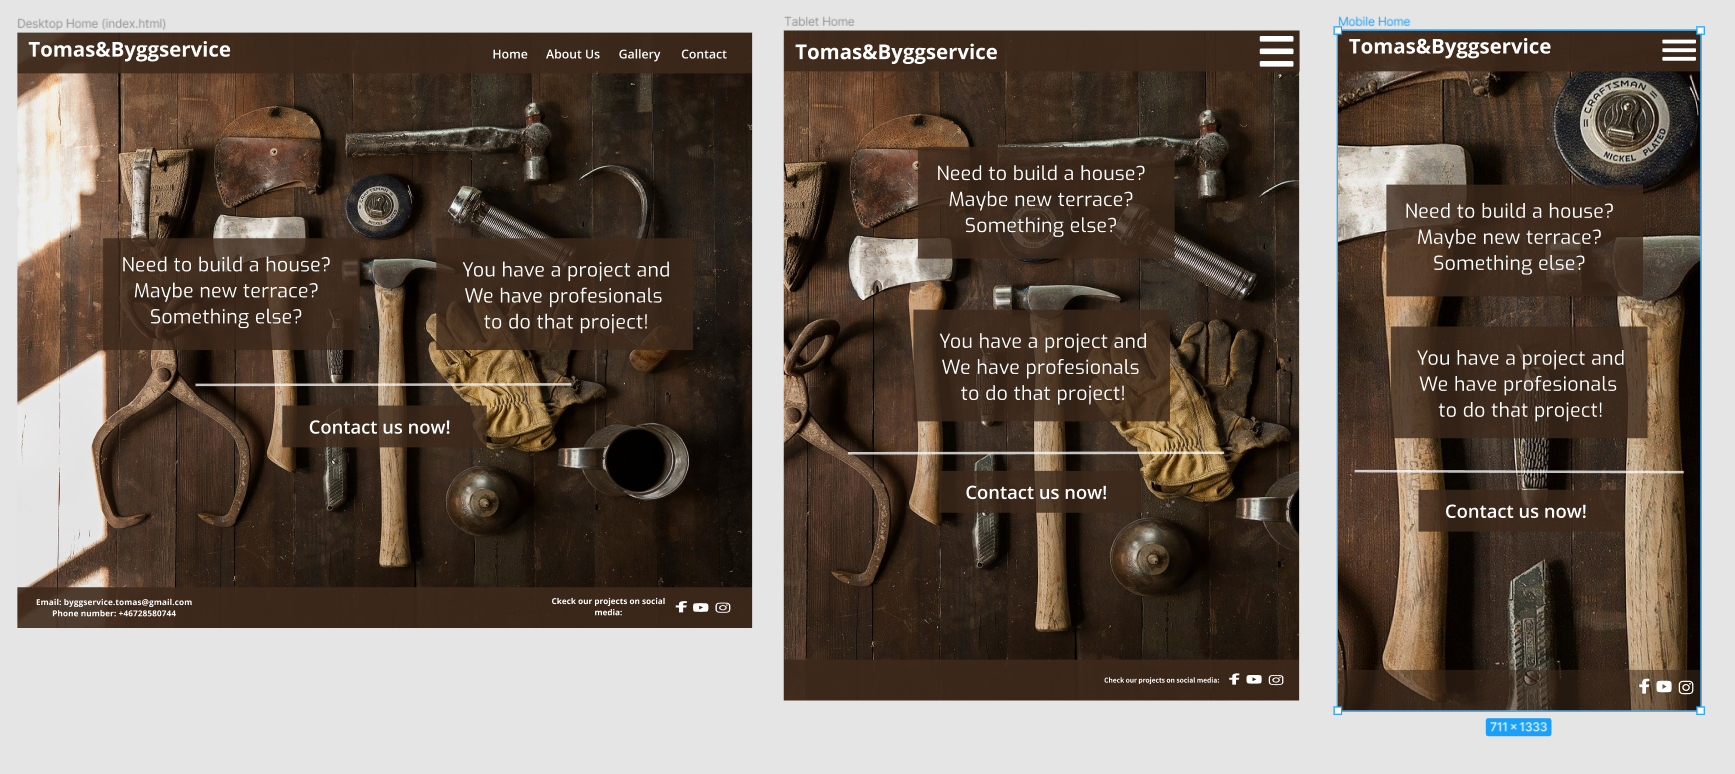 Desktop Home (index.html)
Tomas&Byggservice
Home About Us Gallery Contact
CRAFTSMAN
Need to build a house?
Maybe new terrace?
Something else?
You have a project and
We have profesionals
to do that project!
Contact us now!
Email: byggservice.tomas@gmail.com
Phone number: +46728580744
Ckeck our projects on social
media:
Tablet Home
Tomas&Byggservice
Need to build a house?
Maybe new terrace?
Something else?
You have a project and
We have profesionals
to do that project!
Contact us now!
Check our projects on social media:
Mobile Home
Tomas&Byggservice
CRAFTSMAN
NICKEL PLATED
Need to build a house?
Maybe new terrace?
Something else?
You have a project and
We have profesionals
to do that project!
Contact us now!
711 × 1333